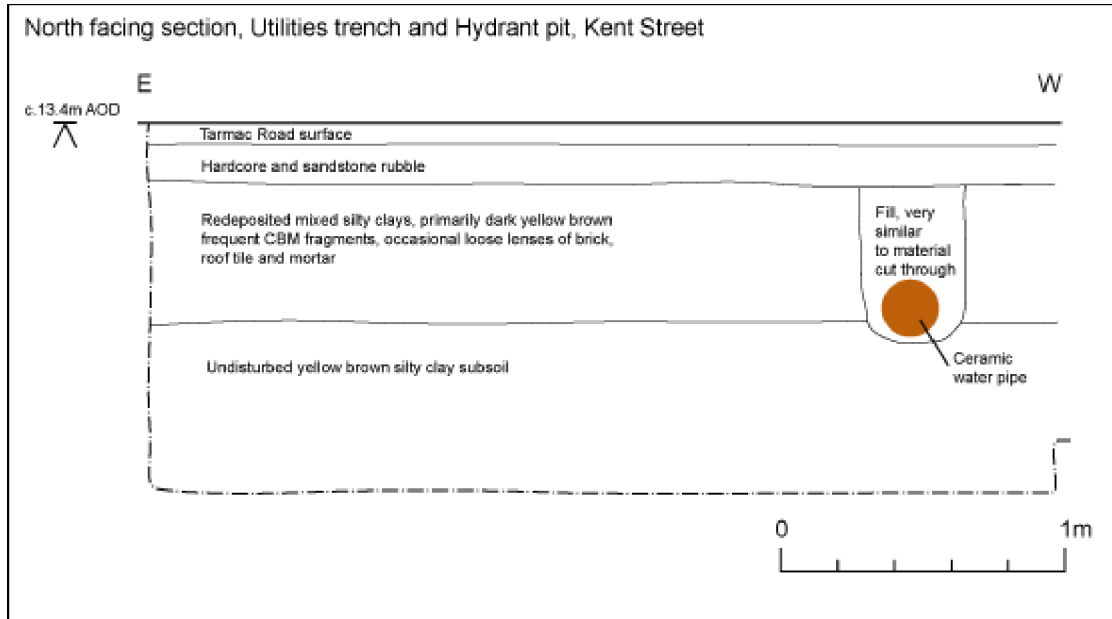 North facing section, Utilities trench and Hydrant pit, Kent Street
E
W
c.13.4m AOD
Tarmac Road surface
Hardcore and sandstone rubble
Redeposited mixed silty clays, primarily dark yellow brown
frequent CBM fragments, occasional loose lenses of brick,
roof tile and mortar
Fill, very
similar
to material
cut through
Undisturbed yellow brown silty clay subsoil
Ceramic
water pipe
0
1m